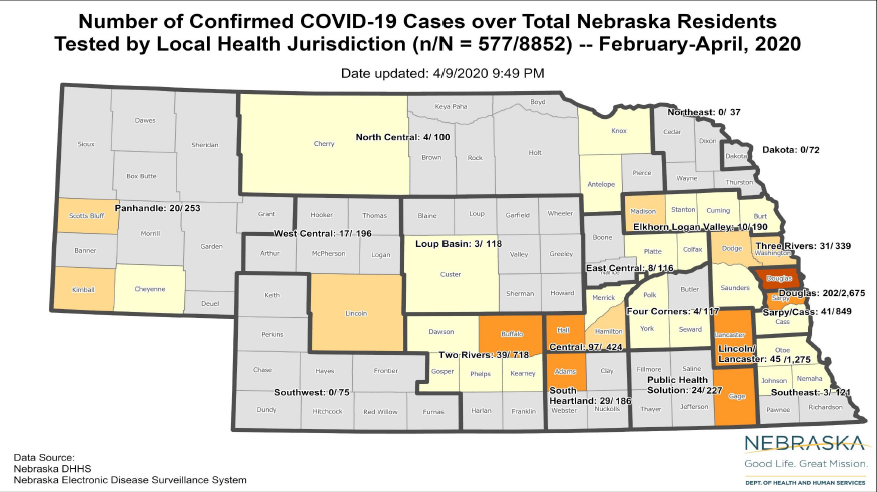 Number of Confirmed COVID-19 Cases over Total Nebraska Residents
Tested by Local Health Jurisdiction (n/N = 577/8852) -- February-April, 2020
Date updated: 4/9/2020 9:49 PM
Sioux
Dawes
Sheridan
Box Butte
Scotts Bluff
Panhandle: 20/253
Morrill
Banner
Garden
Kimball
Cheyenne
Deuel
Cherry
North Central: 4/100
Keya Paha
Boyd
Brown
Rock
Holt
Knox
Antelope
Pierce
Northeast: 0/ 37
Cedar
Dixon
Dakota
Dakota: 0/72
Wayne
Thurston
Grant
Hooker
Thomas
West Central: 17/ 196
Arthur
McPherson
Logan
Keith
Lincoln
Perkins
Blaine
Loup
Garfield
Wheeler
Loup Basin: 3/ 118
Custer
Valley
Greeley
Sherman
Howard
Boone
Madison
Stanton
Cuming
Burt
Elkhorn Logan Valley: 10/190
Platte
Colfax
Dodge
Washington
Three Rivers: 31/339
East Central: 8/116
Merrick
Polk
Butler
Saunders
Douglas
Douglas: 202/2,675
Sarpy
Sarpy/Cass: 41/849
Cass
Four Corners: 4/117
York
Seward
Lancaster
Lincoln/
Lancaster: 45 /1,275
Otoe
Dawson
Buffalo
Hall
Hamilton
Two Rivers: 39/ 718
Central: 97/ 424
Gosper
Phelps
Kearney
Adams
Clay
South
Heartland: 29/ 186
Webster
Nuckolls
Chase
Hayes
Frontier
Southwest: 0/ 75
Dundy
Hitchcock
Red Willow
Furnas
Harlan
Franklin
Fillmore
Saline
Public Health
Solution: 24/227
Thayer
Jefferson
Gage
Johnson
Nemaha
Southeast: 3/ 121
Pawnee
Richardson
Data Source:
Nebraska DHHS
Nebraska Electronic Disease Surveillance System
NEBRASKA
Good Life. Great Mission.
DEPT. OF HEALTH AND HUMAN SERVICES